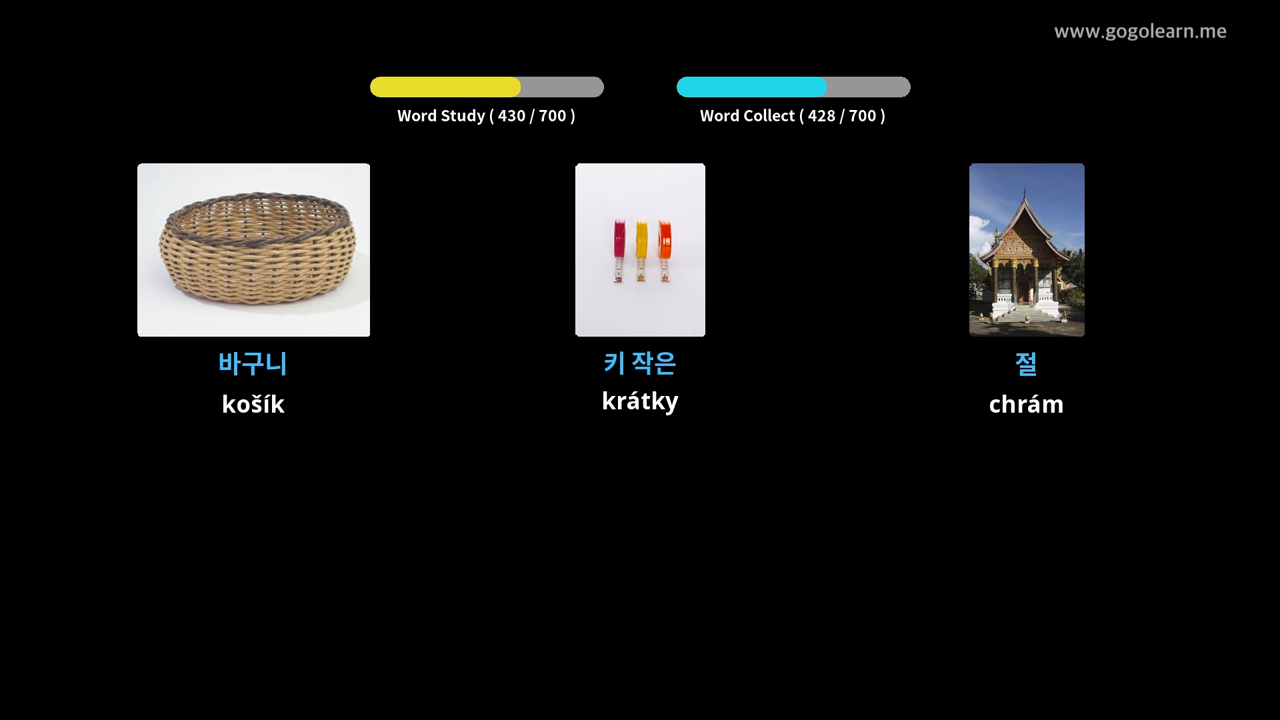 www.gogolearn.me
Word Study ( 430 / 700 )
Word Collect ( 428 / 700 )
바구니
košík
키 작은
krátky
절
chrám